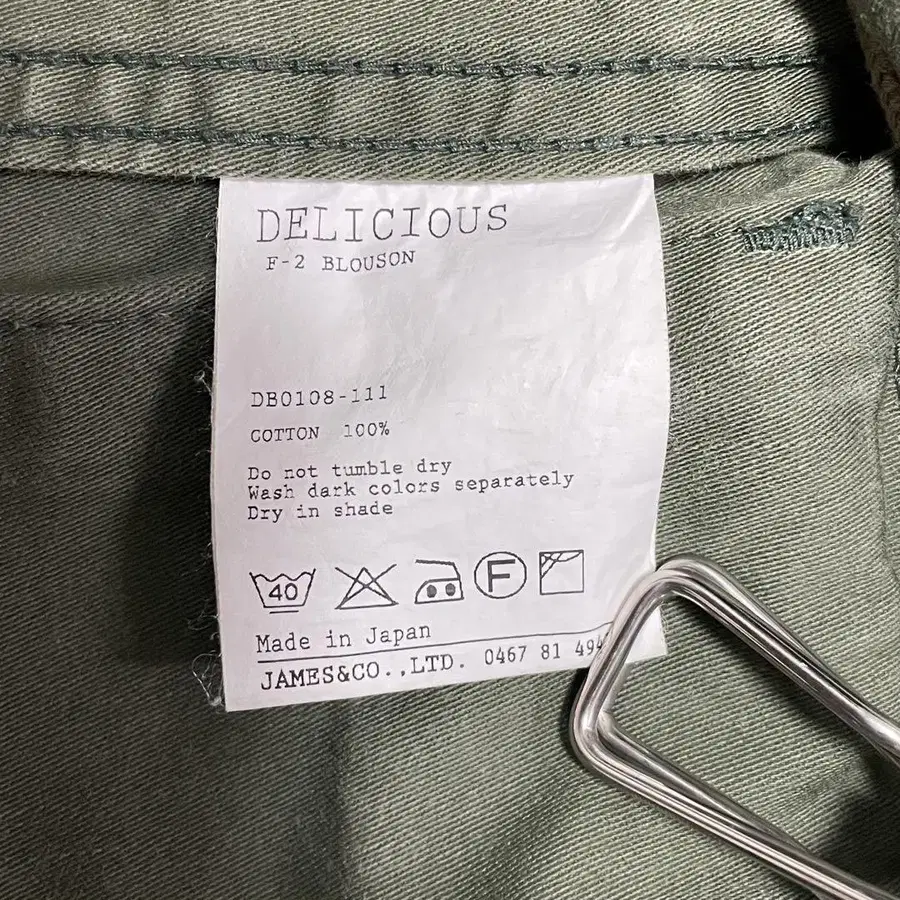 DELICIOUS
F-2 BLOUSON
DB0108-111
COTTON 100%
Do not tumble dry
Wash dark colors separately
Dry in shade
40 F
Made in Japan
JAMES&CO.,LTD. 0467 81 494